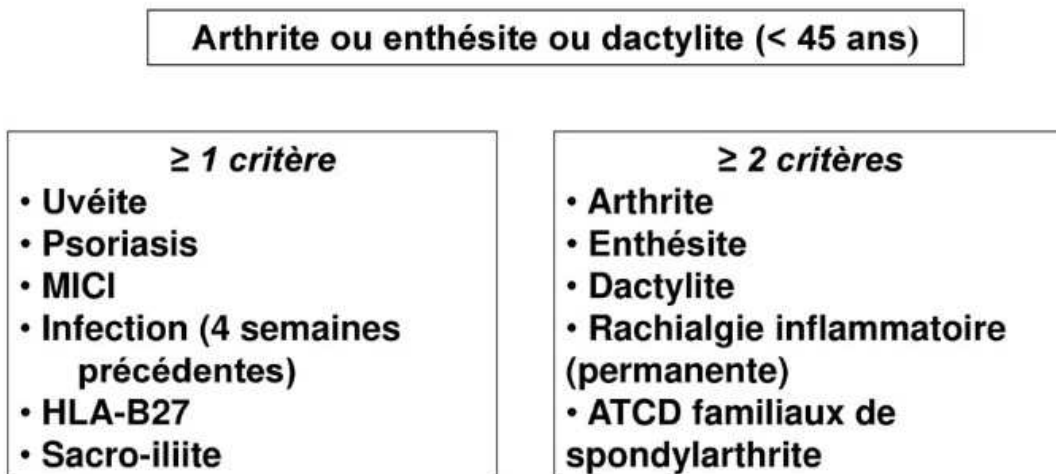 Arthrite ou enthésite ou dactylite (< 45 ans)
≥ 1 critère
• Uvéite
• Psoriasis
• MICI
• Infection (4 semaines
précédentes)
• HLA-B27
• Sacro-iliite
≥ 2 critères
• Arthrite
• Enthésite
• Dactylite
• Rachialgie inflammatoire
(permanente)
• ATCD familiaux de
spondylarthrite